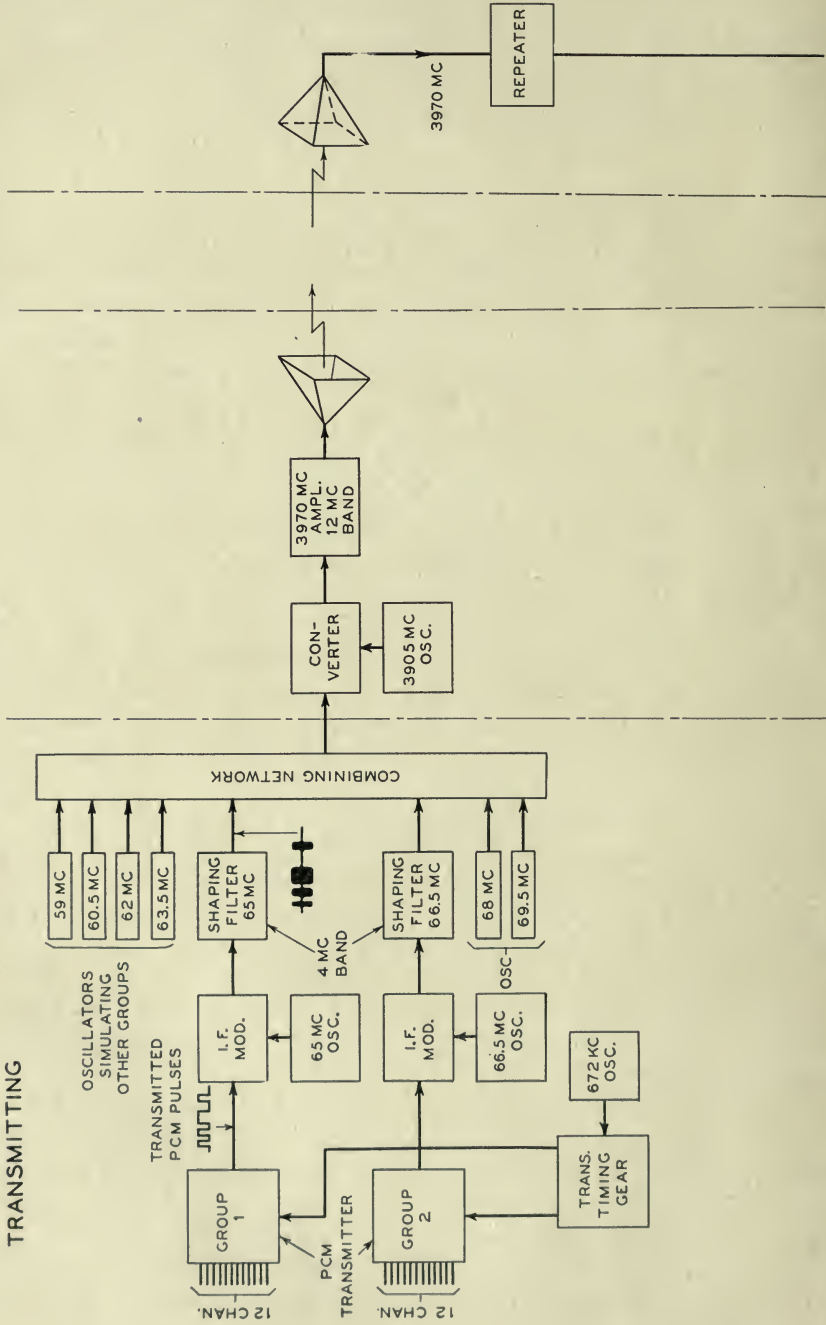 TRANSMITTING
OSCILLATORS
SIMULATING
OTHER GROUPS
59 MC
60.5 MC
62 MC
63.5 MC
TRANSMITTED
PCM PULSES
12 CHAN.
GROUP
1
I.F.
MOD.
SHAPING
FILTER
65 MC
65 MC
OSC.
PCM
TRANSMITTER
4 MC
BAND
12 CHAN.
GROUP
2
I.F.
MOD.
SHAPING
FILTER
66.5 MC
66.5 MC
OSC.
OSC
68 MC
69.5 MC
TRANS.
TIMING
GEAR
672 KC
OSC.
COMBINING NETWORK
CON-
VERTER
3905 MC
OSC.
3970 MC
AMPL.
12 MC
BAND
3970 MC
REPEATER